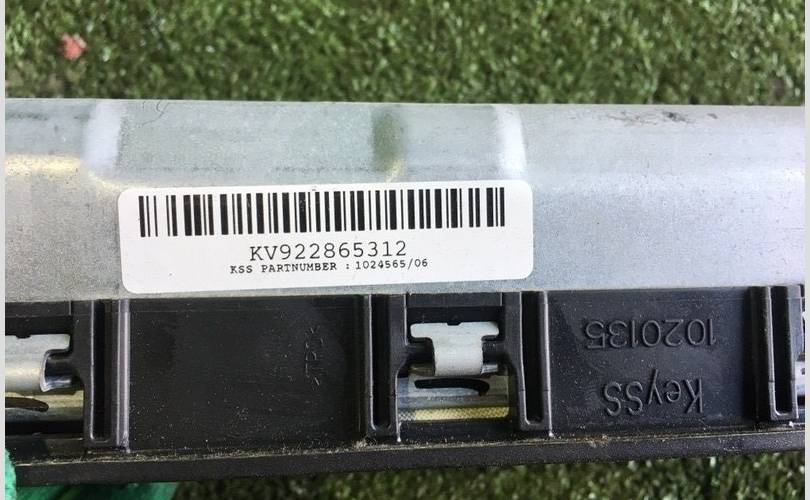 KV922865312
KSS PARTNUMBER : 1024565/06
1020135
KeySS